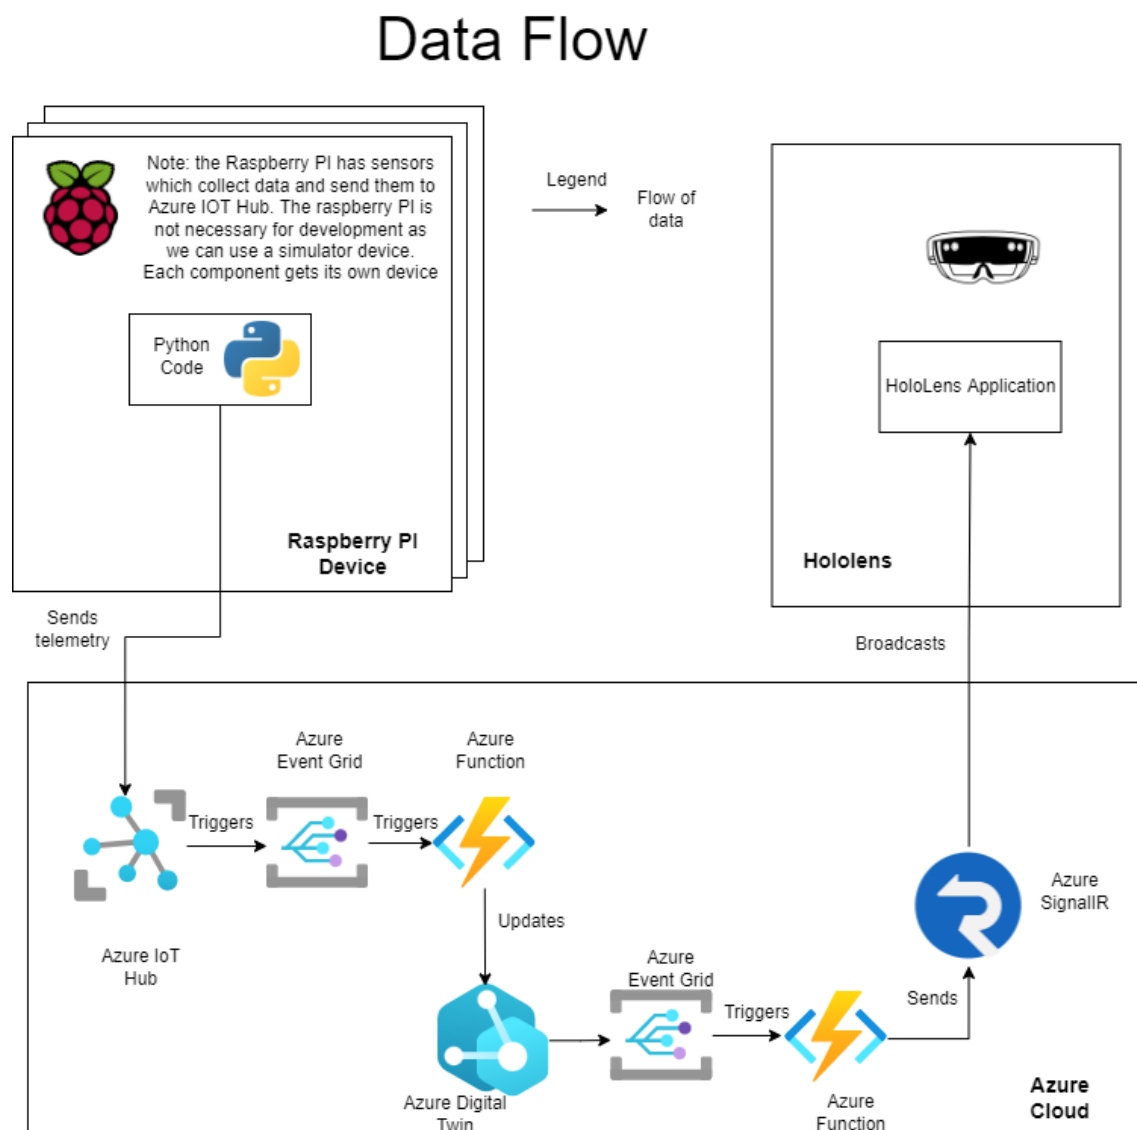 Data Flow
Note: the Raspberry PI has sensors
which collect data and send them to
Azure IOT Hub. The raspberry PI is
not necessary for development as
we can use a simulator device.
Each component gets its own device
Python
Code
Raspberry PI
Device
Legend
Flow of
data
HoloLens Application
Hololens
Sends
telemetry
Broadcasts
Azure
Event Grid
Azure
Function
Triggers
Triggers
Azure IoT
Hub
Updates
Azure
SignalIR
Azure
Event Grid
Triggers
Sends
Azure Digital
Twin
Azure
Function
Azure
Cloud